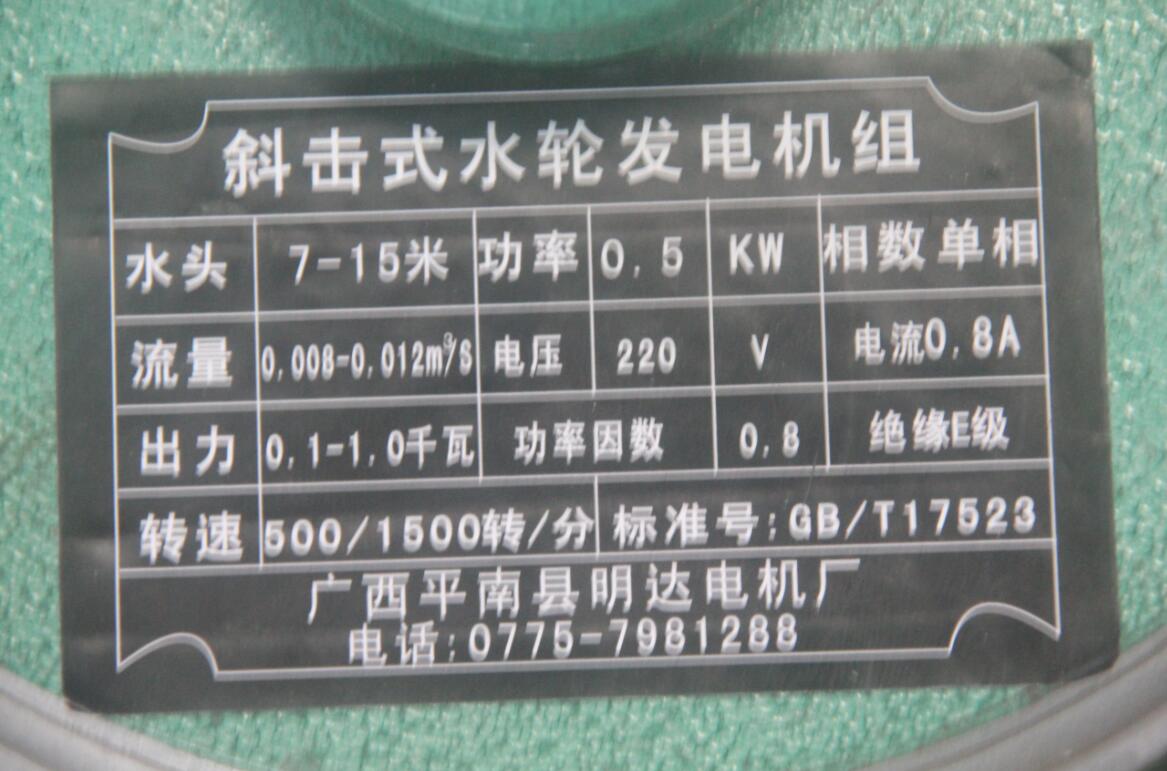 斜击式水轮发电机组
水头 7-15米 功率 0.5 KW 相数单相
流量 0.008-0.012m³/S 电压 220 V 电流0.8A
出力 0.1-1.0千瓦 功率因数 0.8 绝缘E级
转速 500/1500转/分 标准号:GB/T17523
广西平南县明达电机厂
电话:0775-7981288